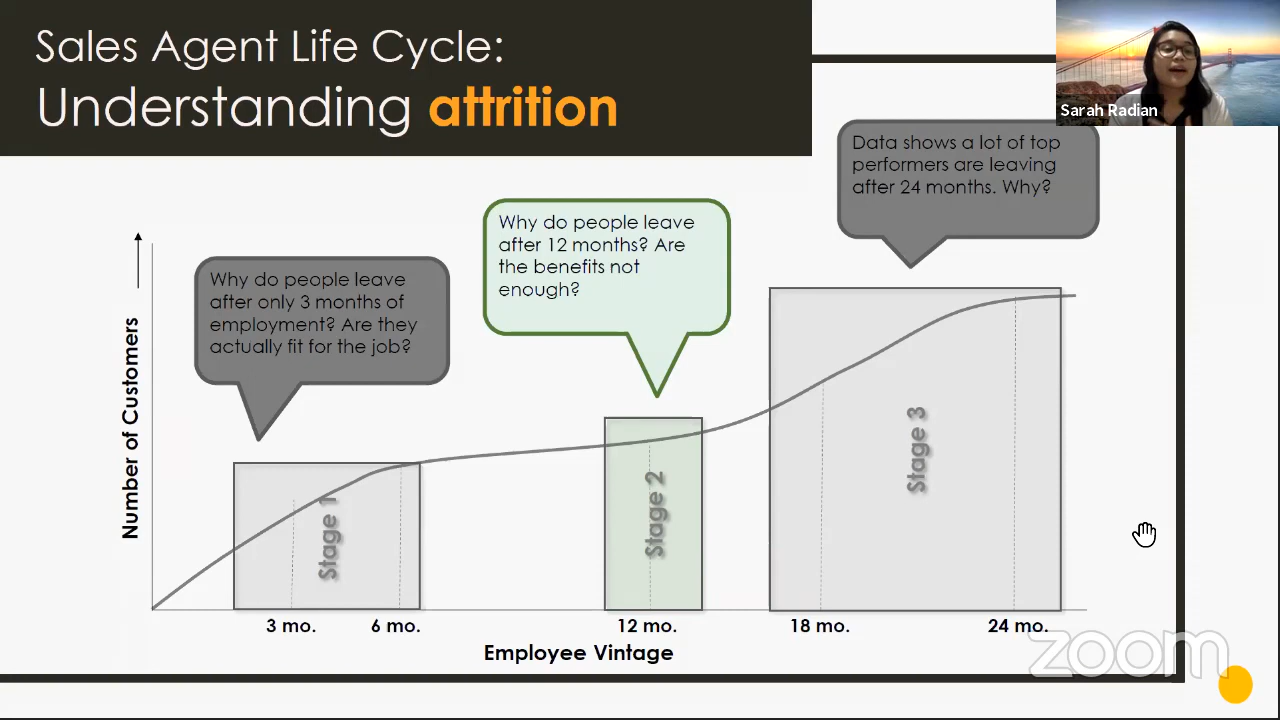 Sales Agent Life Cycle:
Understanding attrition
Sarah Radian
Data shows a lot of top
performers are leaving
after 24 months. Why?
Why do people leave
after 12 months? Are
the benefits not
enough?
Why do people leave
after only 3 months of
employment? Are they
actually fit for the job?
Number of Customers
Stage 1
Stage 2
Stage 3
3 mo.
6 mo.
12 mo.
18 mo.
24 mo.
Employee Vintage
zoom